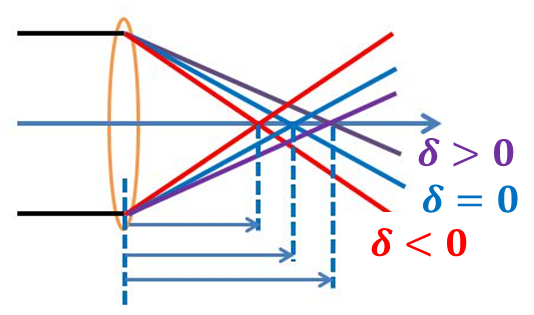 δ > 0
δ = 0
δ < 0